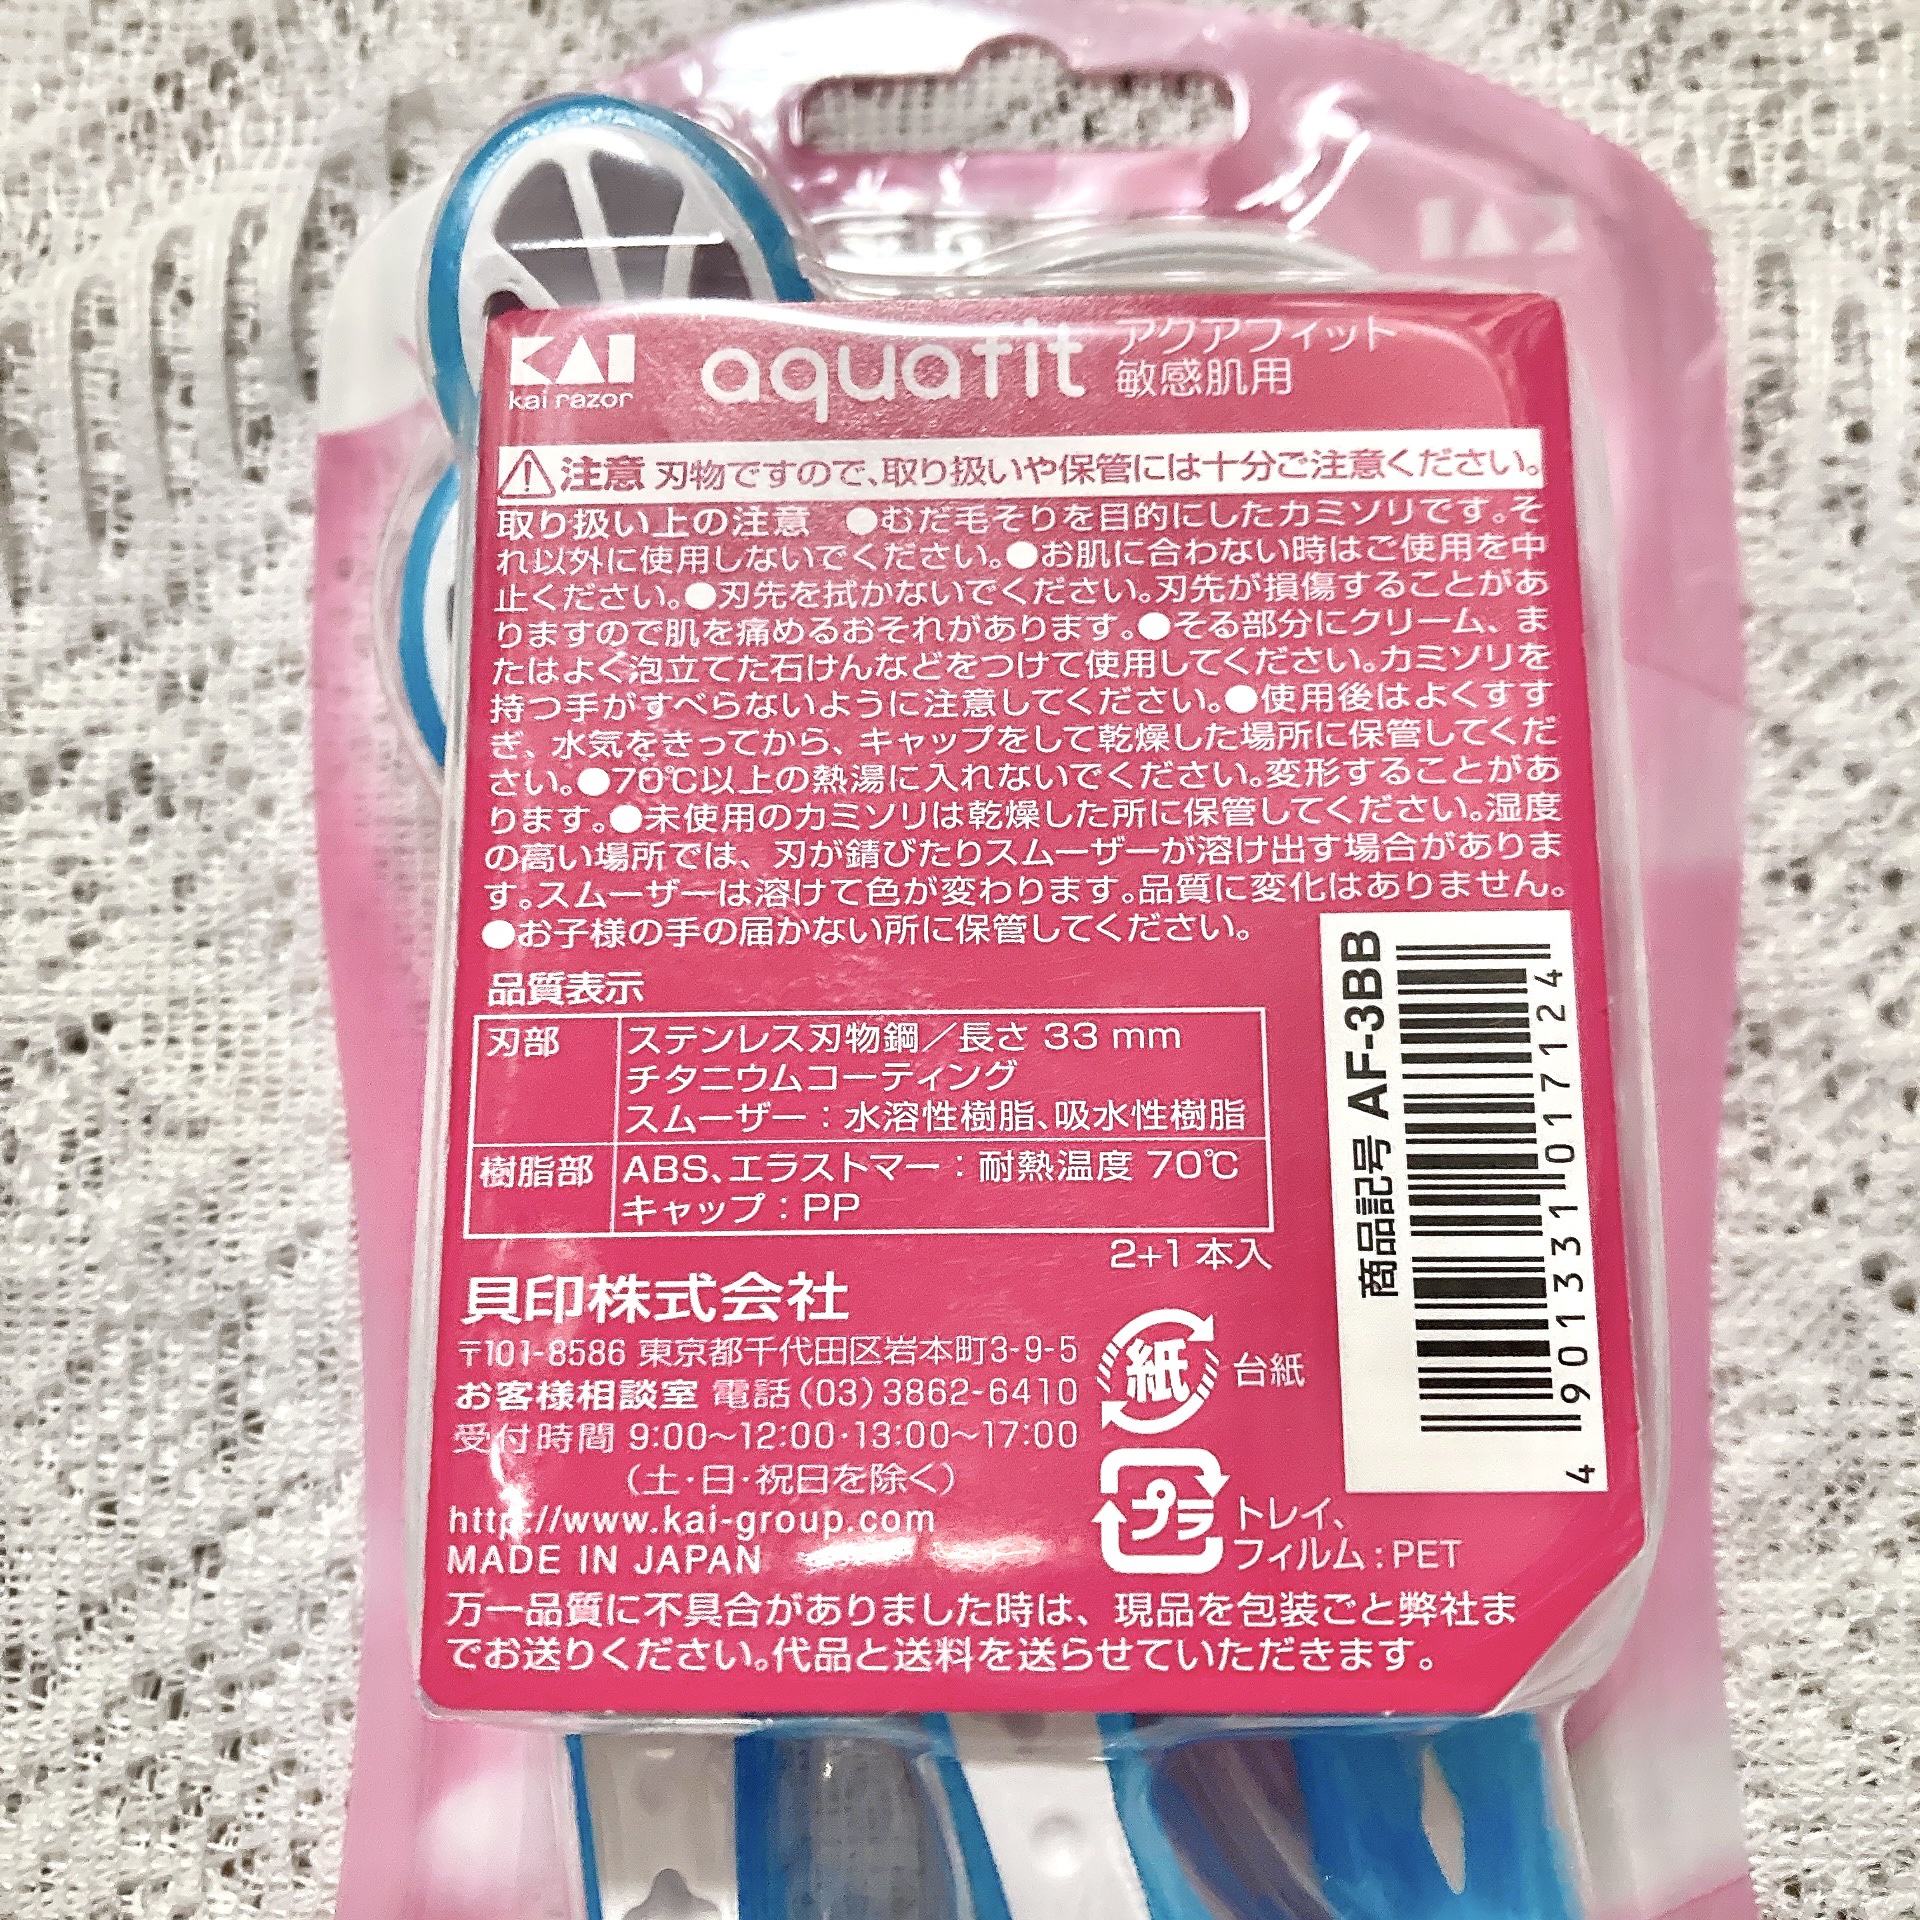 KAI
kai razor
aquafit
アクアフィット
敏感肌用
注意 刃物ですので、取り扱いや保管には十分ご注意ください。
取り扱い上の注意 ●むだ毛そりを目的にしたカミソリです。そ
れ以外に使用しないでください。●お肌に合わない時はご使用を中
止ください。●刃先を拭かないでください。刃先が損傷することがあ
りますので肌を痛めるおそれがあります。●そる部分にクリーム、ま
たはよく泡立てた石けんなどをつけて使用してください。カミソリを
持つ手がすべらないように注意してください。●使用後はよくすす
ぎ、水気をきってから、キャップをして乾燥した場所に保管してくだ
さい。●70℃以上の熱湯に入れないでください。変形することがあ
ります。●未使用のカミソリは乾燥した所に保管してください。湿度
の高い場所では、刃が錆びたりスムーザーが溶け出す場合がありま
す。スムーザーは溶けて色が変わります。品質に変化はありません。
●お子様の手の届かない所に保管してください。
品質表示
刃部 ステンレス刃物鋼／長さ 33 mm
チタニウムコーティング
スムーザー：水溶性樹脂、吸水性樹脂
樹脂部 ABS、エラストマー：耐熱温度 70℃
キャップ：PP
2+1 本入
商品記号 AF-3BB
4 901331 017124
貝印株式会社
〒101-8586 東京都千代田区岩本町3-9-5
お客様相談室 電話(03)3862-6410
受付時間 9:00〜12:00・13:00〜17:00
(土・日・祝日を除く)
http://www.kai-group.com
MADE IN JAPAN
紙 台紙
プラ トレイ、
フィルム：PET
万一品質に不具合がありました時は、現品を包装ごと弊社ま
でお送りください。代品と送料を送らせていただきます。